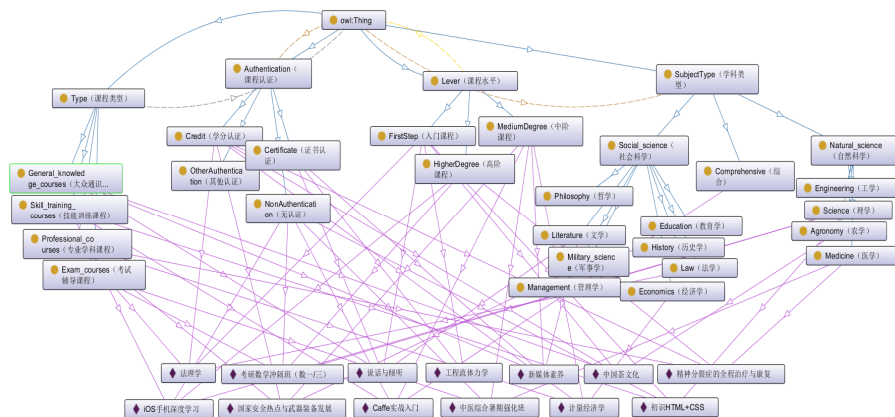 owl:Thing
Authentication（
课程认证）
Lever（课程水平）
SubjectType（学科类
型）
Type（课程类型）
Credit（学分认证）
Certificate（证书认
证）
OtherAuthentica
tion（其他认证）
NonAuthenticati
on（无认证）
FirstStep（入门课程）
MediumDegree（中阶
课程）
HigherDegree（高阶
课程）
Social_science（
社会科学）
Comprehensive（综
合）
Natural_science
（自然科学）
General_knowled
ge_courses（大众通识...
Skill_training_
courses（技能训练课程）
Professional_co
urses（专业学科课程）
Exam_courses（考试
辅导课程）
Philosophy（哲学）
Literature（文学）
Military_scienc
e（军事学）
Management（管理学）
Education（教育学）
History（历史学）
Law（法学）
Economics（经济学）
Engineering（工学）
Science（理学）
Agronomy（农学）
Medicine（医学）
法理学
考研数学冲刺班（数一/三）
说话与倾听
工程流体力学
新媒体素养
中国茶文化
精神分裂症的全程治疗与康复
iOS手机深度学习
国家安全热点与武器装备发展
Caffe实战入门
中医综合暑期强化班
计量经济学
初识HTML+CSS